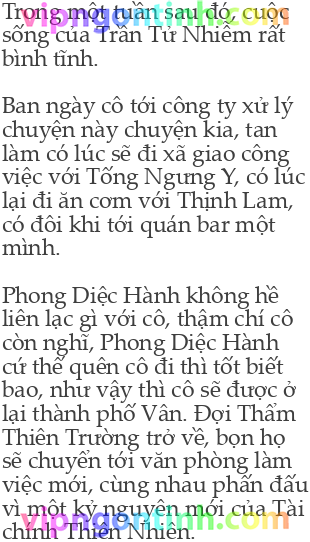 Trong một tuần sau đó, cuộc
sống của Trần Tử Nhiễm rất
bình tĩnh.
Ban ngày cô tới công ty xử lý
chuyện này chuyện kia, tan
làm có lúc sẽ đi xã giao công
việc với Tống Ngưng Y, có lúc
lại đi ăn cơm với Thịnh Lam,
có đôi khi tới quán bar một
mình.
Phong Diệc Hành không hề
liên lạc gì với cô, thậm chí cô
còn nghĩ, Phong Diệc Hành
cứ thế quên cô đi thì tốt biết
bao, như vậy thì cô sẽ được ở
lại thành phố Vân. Đợi Thẩm
Thiên Trường trở về, bọn họ
sẽ chuyển tới văn phòng làm
việc mới, cùng nhau phấn đấu
vì một kỷ nguyên mới của Tài
chính Thiên Nhiên.
vipngontinh.com
vipngontinh.com